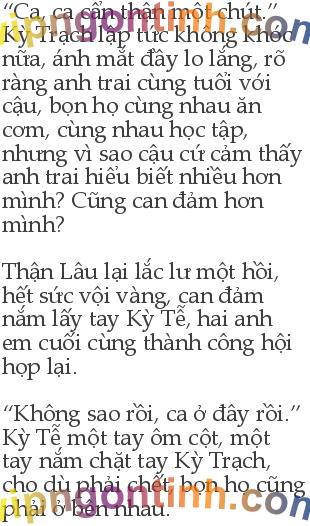 “Ca, ca cẩn thận một chút.”
Kỳ Trạch lập tức không khóc
nữa, ánh mắt đầy lo lắng, rõ
ràng anh trai cùng tuổi với
cậu, bọn họ cùng nhau ăn
cơm, cùng nhau học tập,
nhưng vì sao cậu cứ cảm thấy
anh trai hiểu biết nhiều hơn
mình? Cũng can đảm hơn
mình?
Thận Lâu lại lắc lư một hồi,
hết sức vội vàng, can đảm
nắm lấy tay Kỳ Tễ, hai anh
em cuối cùng thành công hội
họp lại.
“Không sao rồi, ca ở đây rồi.”
Kỳ Tễ một tay ôm cột, một
tay nắm chặt tay Kỳ Trạch,
cho dù phải chết, bọn họ cũng
phải ở bên nhau.